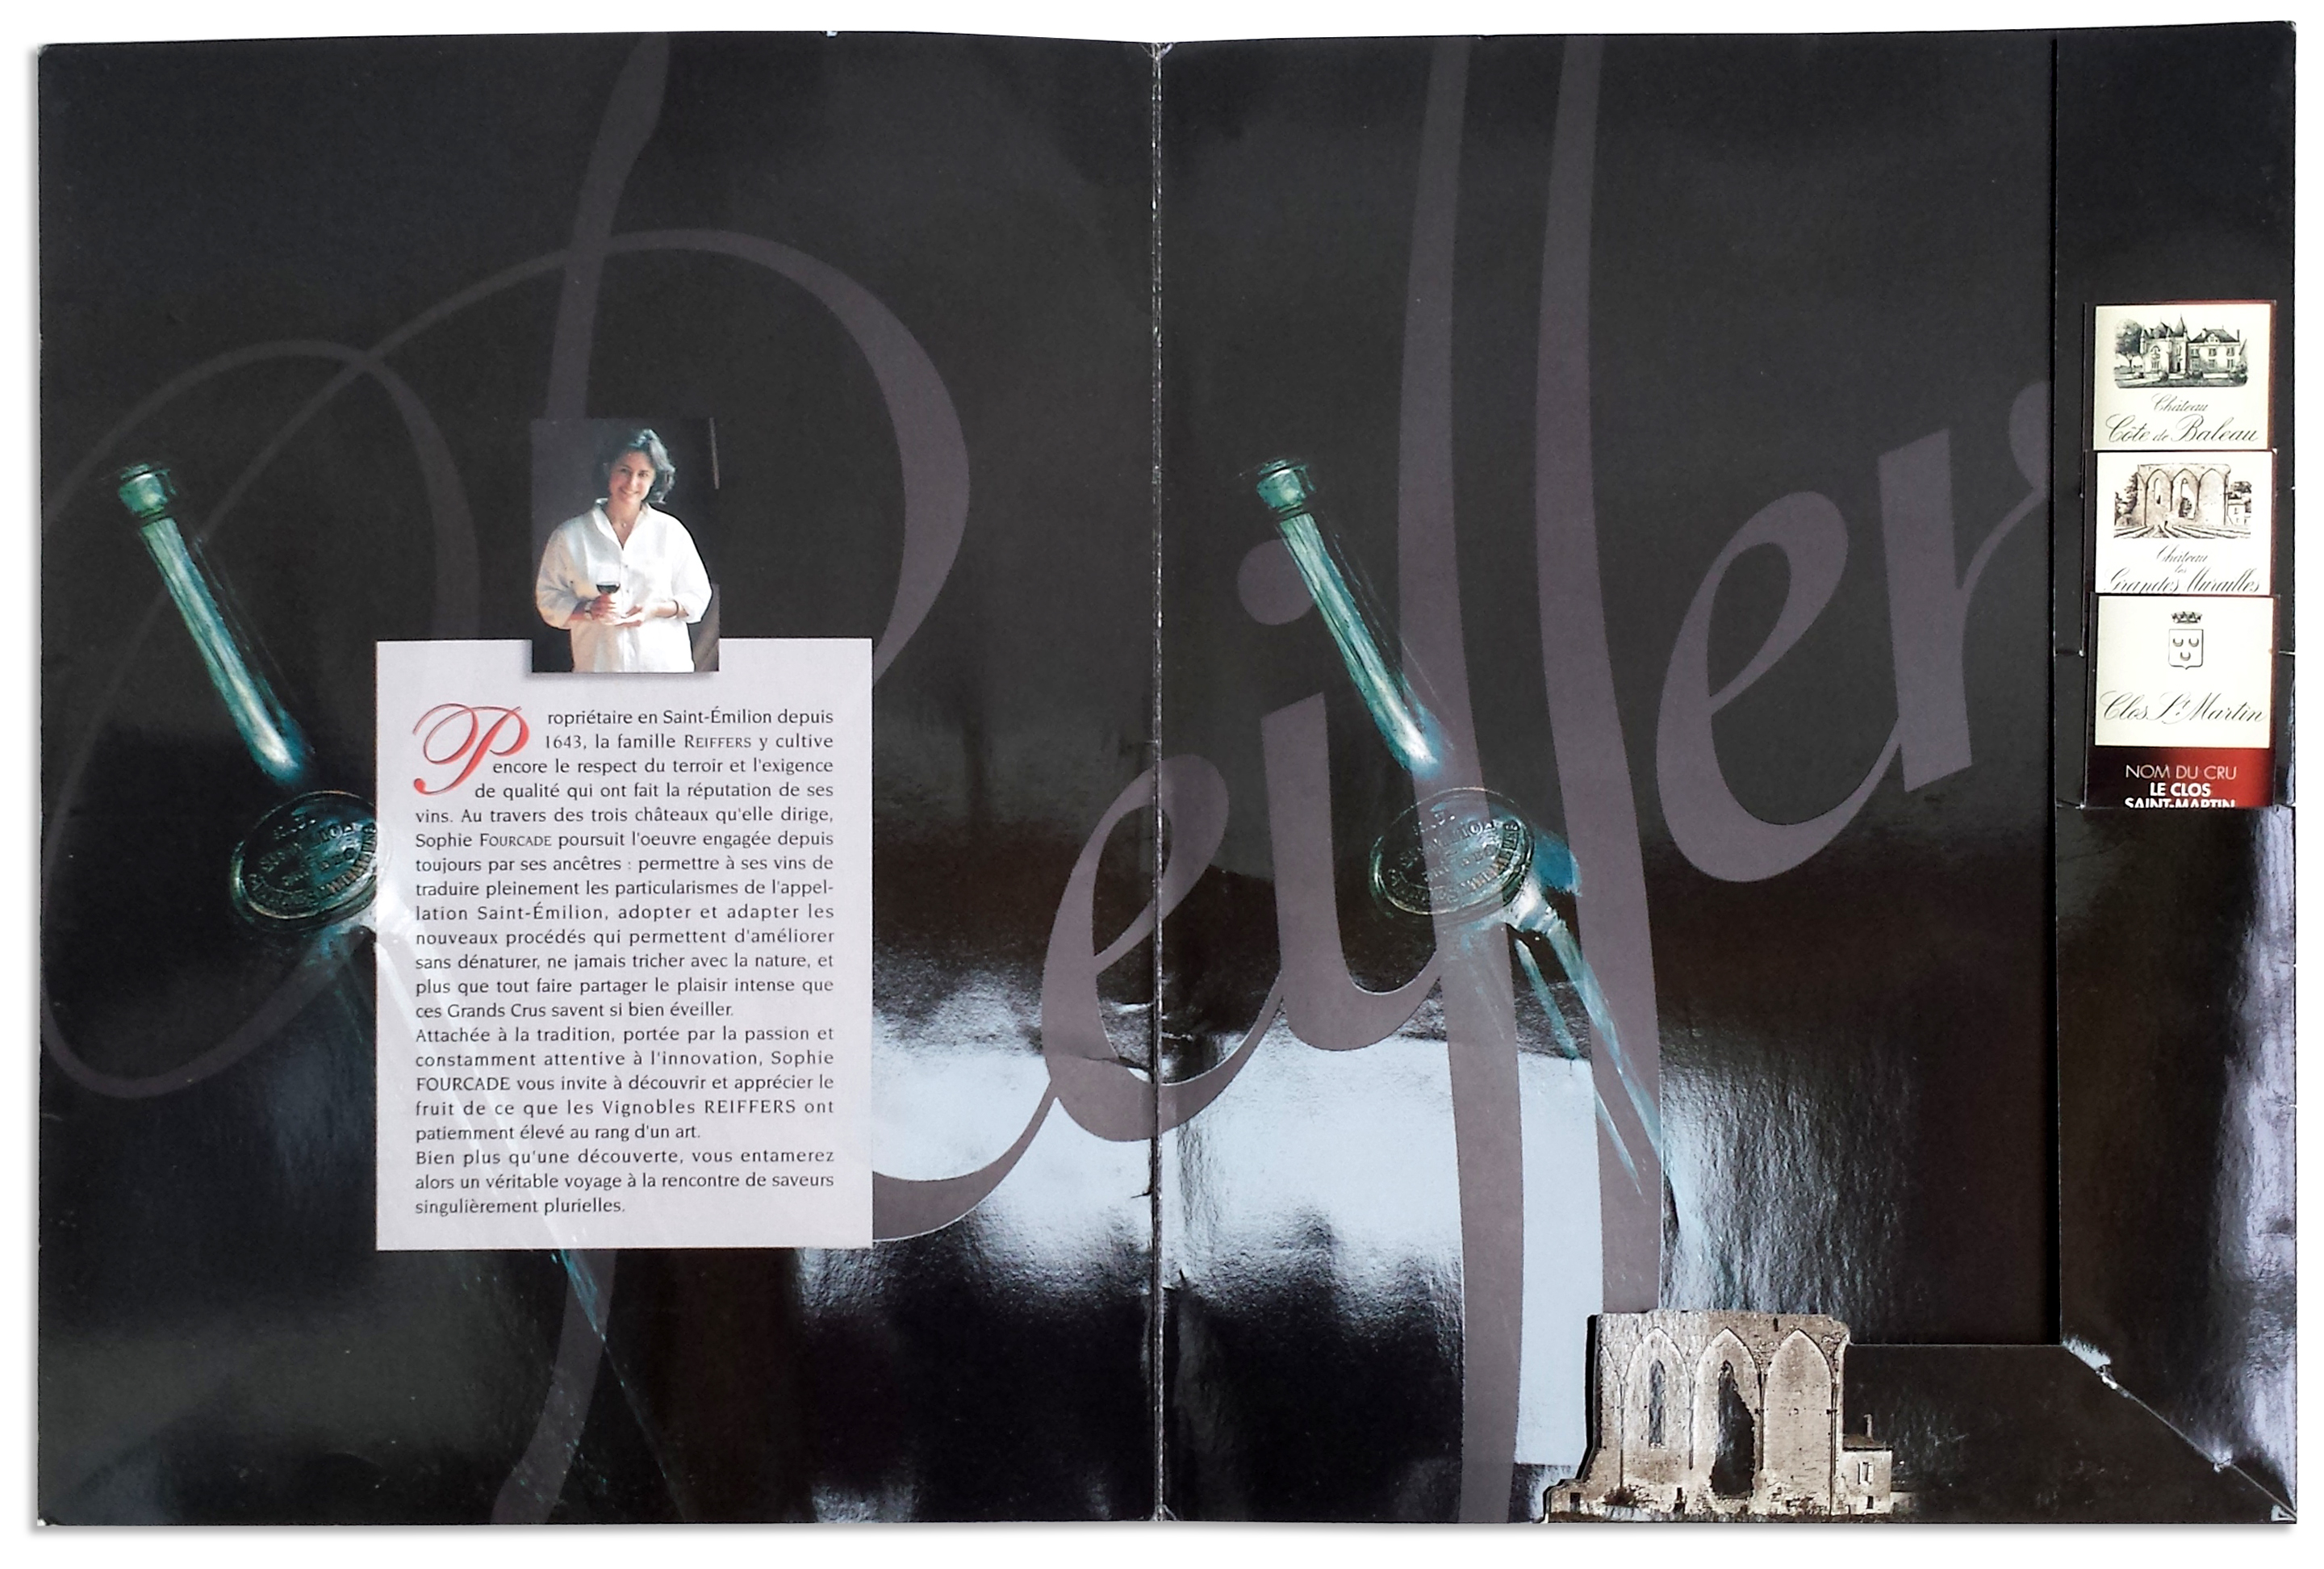 Reiffer
Propriétaire en Saint-Émilion depuis
1643, la famille REIFFERS y cultive
encore le respect du terroir et l'exigence
de qualité qui ont fait la réputation de ses
vins. Au travers des trois châteaux qu'elle dirige,
Sophie FOURCADE poursuit l'oeuvre engagée depuis
toujours par ses ancêtres : permettre à ses vins de
traduire pleinement les particularismes de l'appel-
lation Saint-Émilion, adopter et adapter les
nouveaux procédés qui permettent d'améliorer
sans dénaturer, ne jamais tricher avec la nature, et
plus que tout faire partager le plaisir intense que
ces Grands Crus savent si bien éveiller.
Attachée à la tradition, portée par la passion et
constamment attentive à l'innovation, Sophie
FOURCADE vous invite à découvrir et apprécier le
fruit de ce que les Vignobles REIFFERS ont
patiemment élevé au rang d'un art.
Bien plus qu'une découverte, vous entamerez
alors un véritable voyage à la rencontre de saveurs
singulièrement plurielles.
Château
Côte de Baleau
Château
les
Grandes Murailles
Clos St Martin
NOM DU CRU
LE CLOS
SAINT-MARTIN